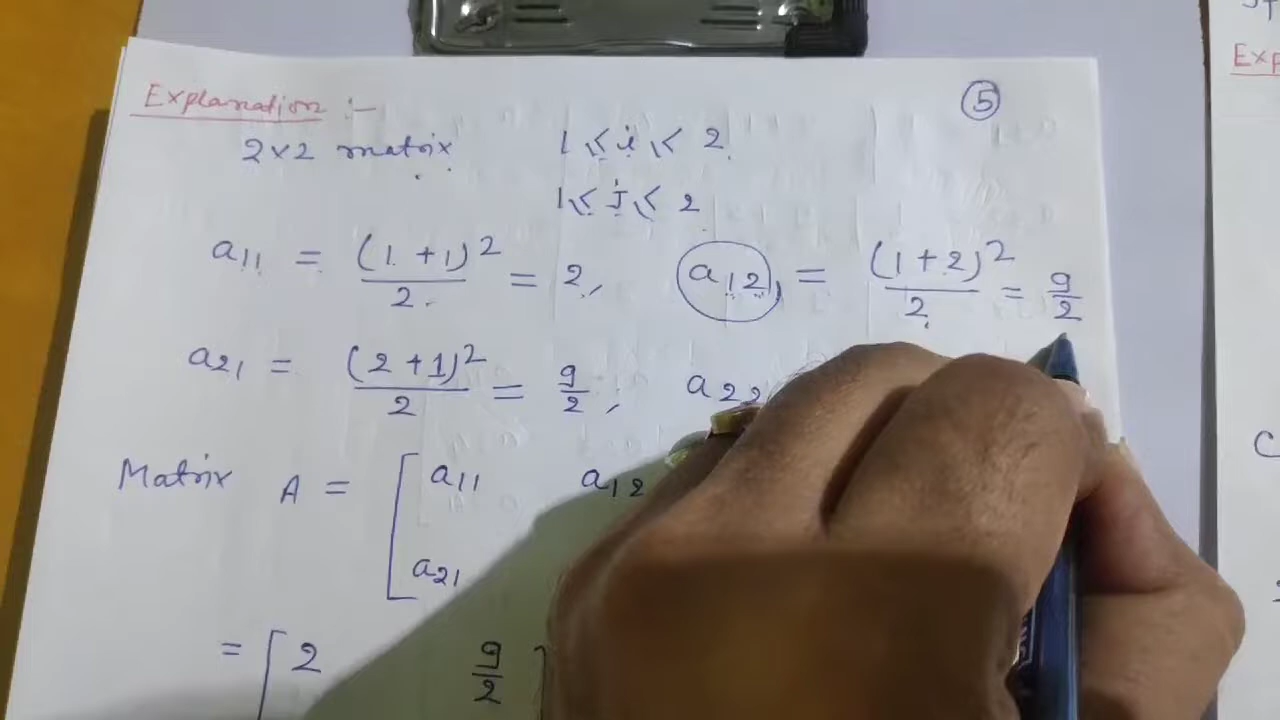 Explanation :-
5
2×2 matrix 1 ≤ i ≤ 2
1 ≤ J ≤ 2
a11 = (1+1)^2/2 = 2, a12, = (1+2)^2/2 = 9/2
a21 = (2+1)^2/2 = 9/2, a22
Matrix A = [ a11 a12
a21
= [ 2 9/2
Exp